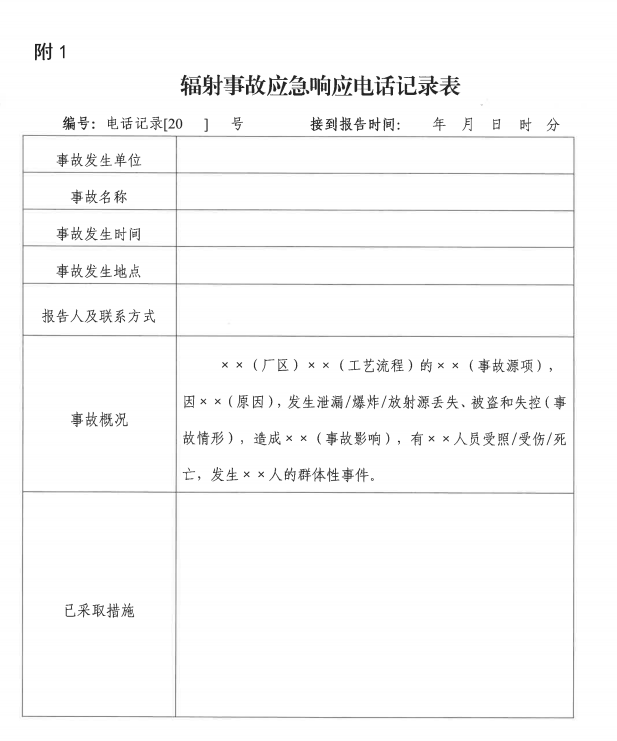 附 1
辐射事故应急响应电话记录表
编号：电话记录[20　]　号　接到报告时间：　年　月　日　时　分
事故发生单位
事故名称
事故发生时间
事故发生地点
报告人及联系方式
事故概况
××（厂区）××（工艺流程）的××（事故源项），
因××（原因），发生泄漏/爆炸/放射源丢失、被盗和失控（事
故情形），造成××（事故影响），有××人员受照/受伤/死
亡，发生××人的群体性事件。
已采取措施